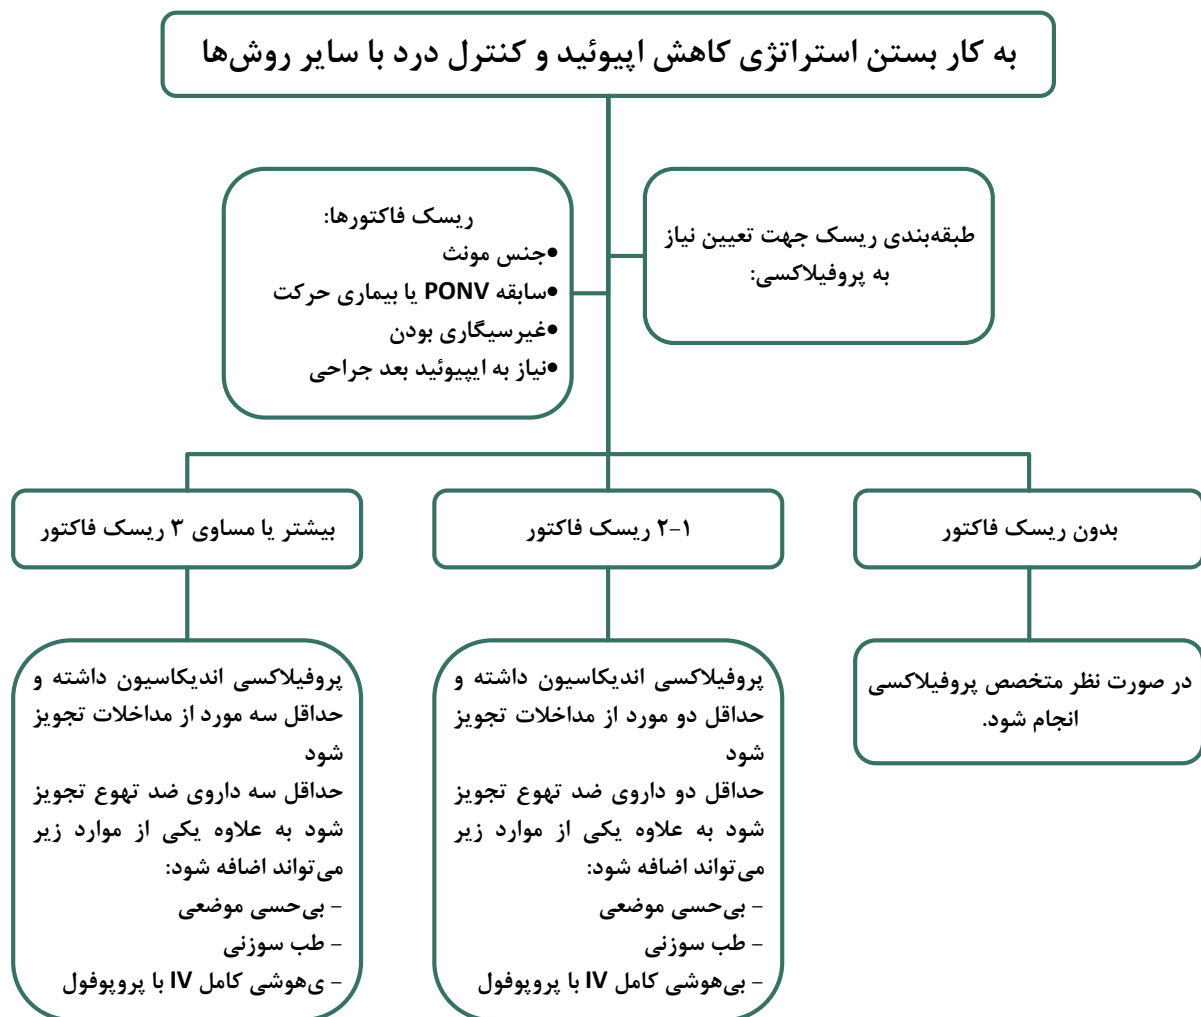 به کار بستن استراتژی کاهش اپیوئید و کنترل درد با سایر روش‌ها
طبقه‌بندی ریسک جهت تعیین نیاز
به پروفیلاکسی:
ریسک فاکتورها:
•جنس مونث
•سابقه PONV یا بیماری حرکت
•غیرسیگاری بودن
•نیاز به ایپیوئید بعد جراحی
بدون ریسک فاکتور
۲-۱ ریسک فاکتور
بیشتر یا مساوی ۳ ریسک فاکتور
در صورت نظر متخصص پروفیلاکسی
انجام شود.
پروفیلاکسی اندیکاسیون داشته و
حداقل دو مورد از مداخلات تجویز
شود
حداقل دو داروی ضد تهوع تجویز
شود به علاوه یکی از موارد زیر
می‌تواند اضافه شود:
- بی‌حسی موضعی
- طب سوزنی
- بی‌هوشی کامل IV با پروپوفول
پروفیلاکسی اندیکاسیون داشته و
حداقل سه مورد از مداخلات تجویز
شود
حداقل سه داروی ضد تهوع تجویز
شود به علاوه یکی از موارد زیر
می‌تواند اضافه شود:
- بی‌حسی موضعی
- طب سوزنی
- ی‌هوشی کامل IV با پروپوفول